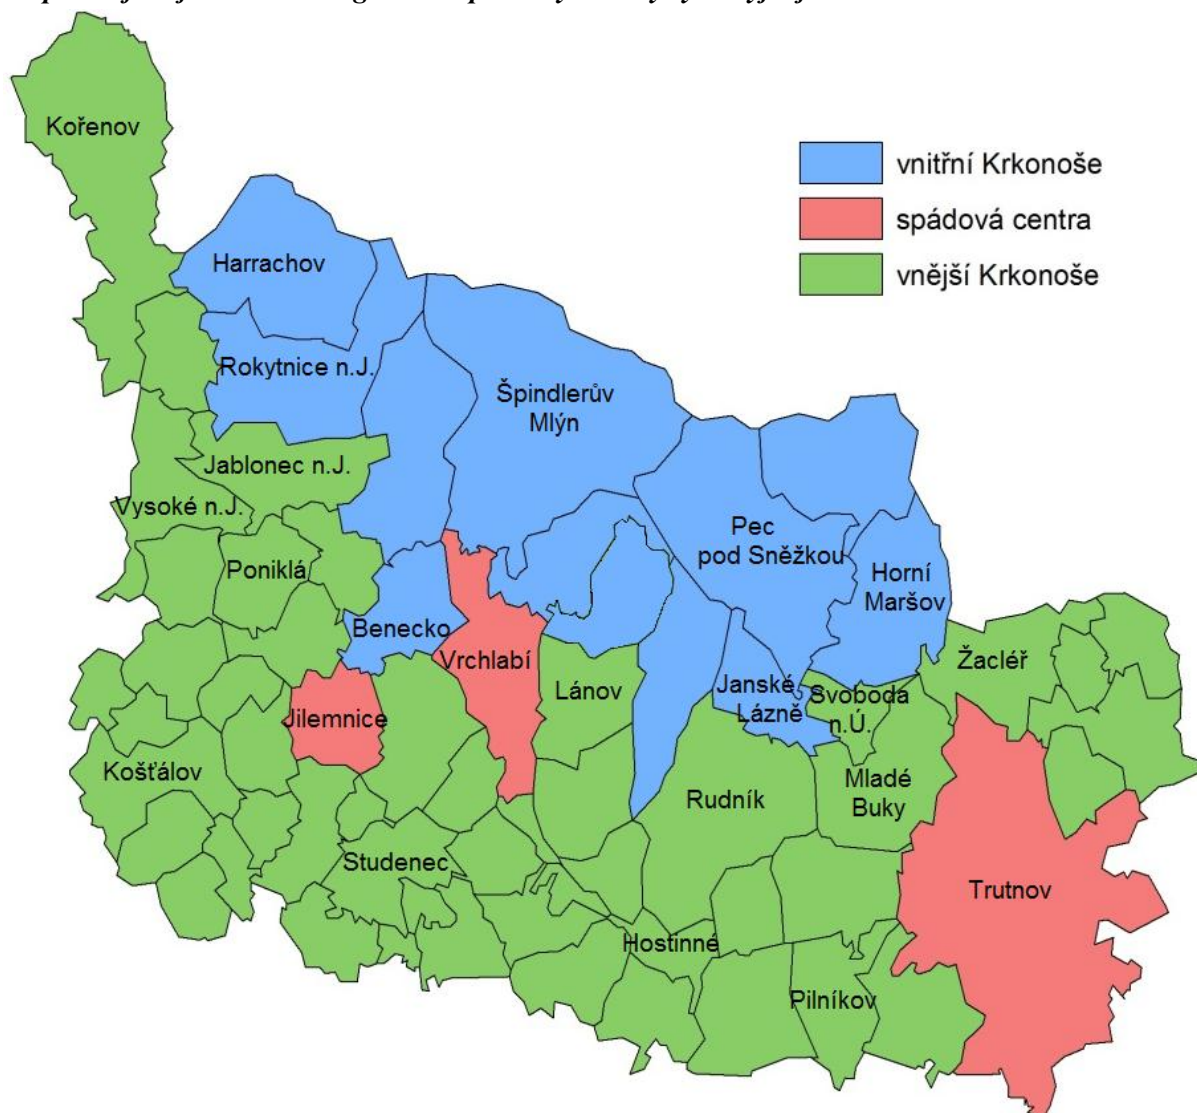 Kořenov
vnitřní Krkonoše
spádová centra
vnější Krkonoše
Harrachov
Rokytnice n.J.
Špindlerův
Mlýn
Jablonec n.J.
Vysoké n.J.
Poniklá
Pec
pod Sněžkou
Horní
Maršov
Benecko
Vrchlabí
Lánov
Janské
Lázně
Svoboda
n.Ú.
Žacléř
Jilemnice
Košťálov
Rudník
Mladé
Buky
Studenec
Trutnov
Hostinné
Pilníkov